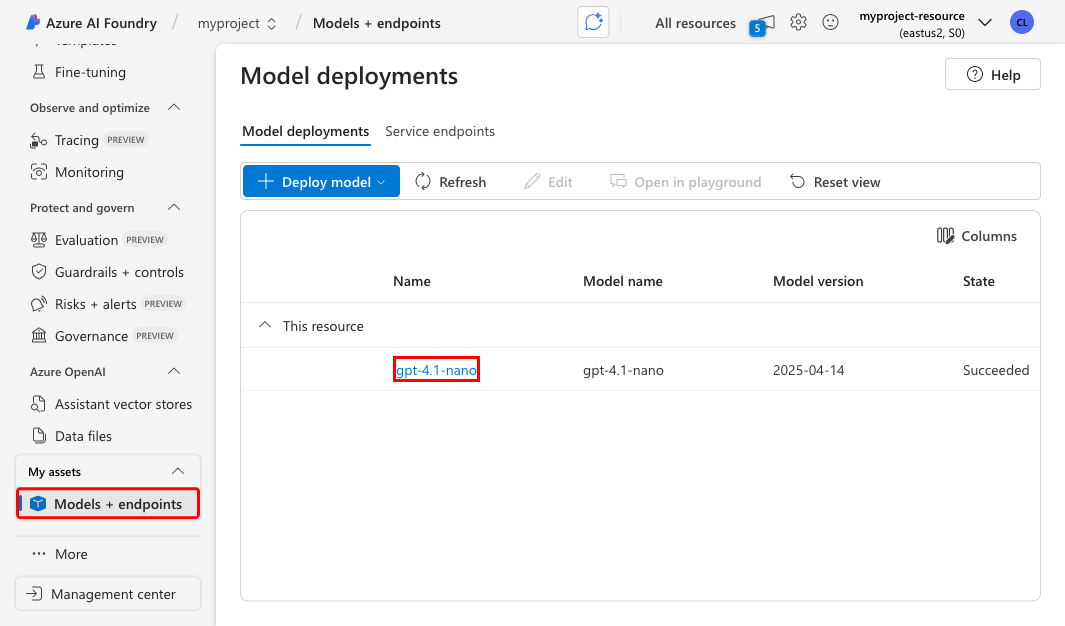 Azure AI Foundry / myproject / Models + endpoints
All resources
5
myproject-resource
(eastus2, S0)
CL
Templates
Fine-tuning
Observe and optimize
Tracing PREVIEW
Monitoring
Protect and govern
Evaluation PREVIEW
Guardrails + controls
Risks + alerts PREVIEW
Governance PREVIEW
Azure OpenAI
Assistant vector stores
Data files
My assets
Models + endpoints
More
Management center
Model deployments
Help
Model deployments Service endpoints
Deploy model Refresh Edit Open in playground Reset view
Columns
Name Model name Model version State
This resource
gpt-4.1-nano gpt-4.1-nano 2025-04-14 Succeeded